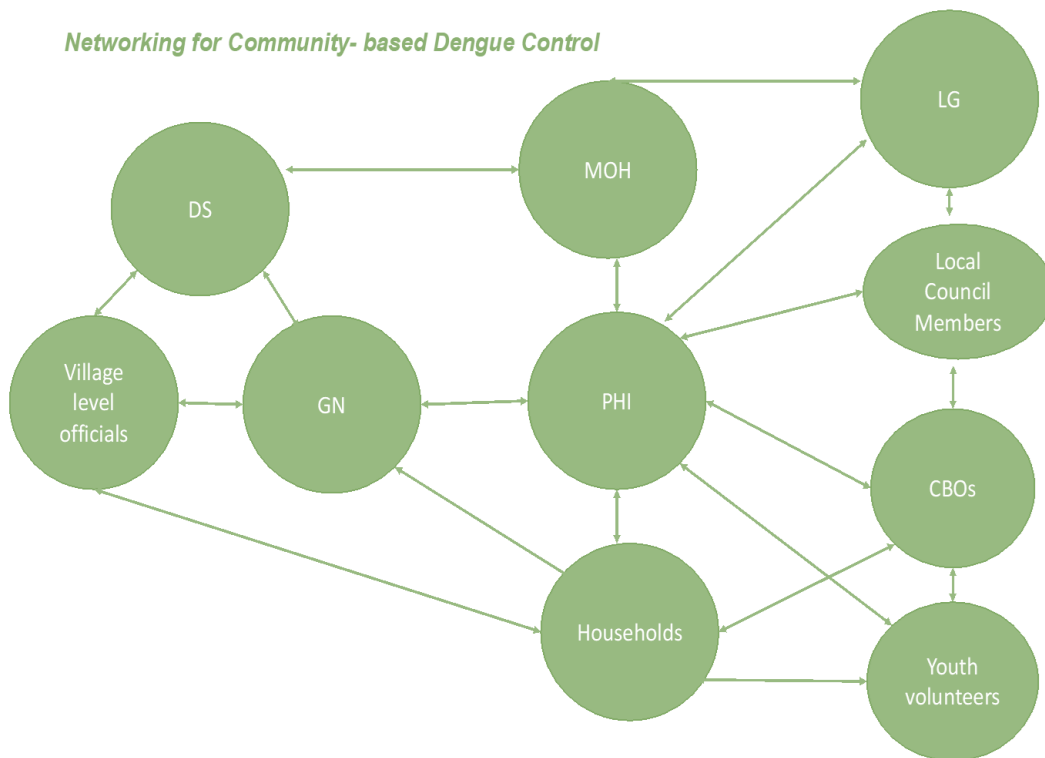 Networking for Community- based Dengue Control
LG
MOH
DS
Local
Council
Members
Village
level
officials
GN
PHI
CBOs
Households
Youth
volunteers